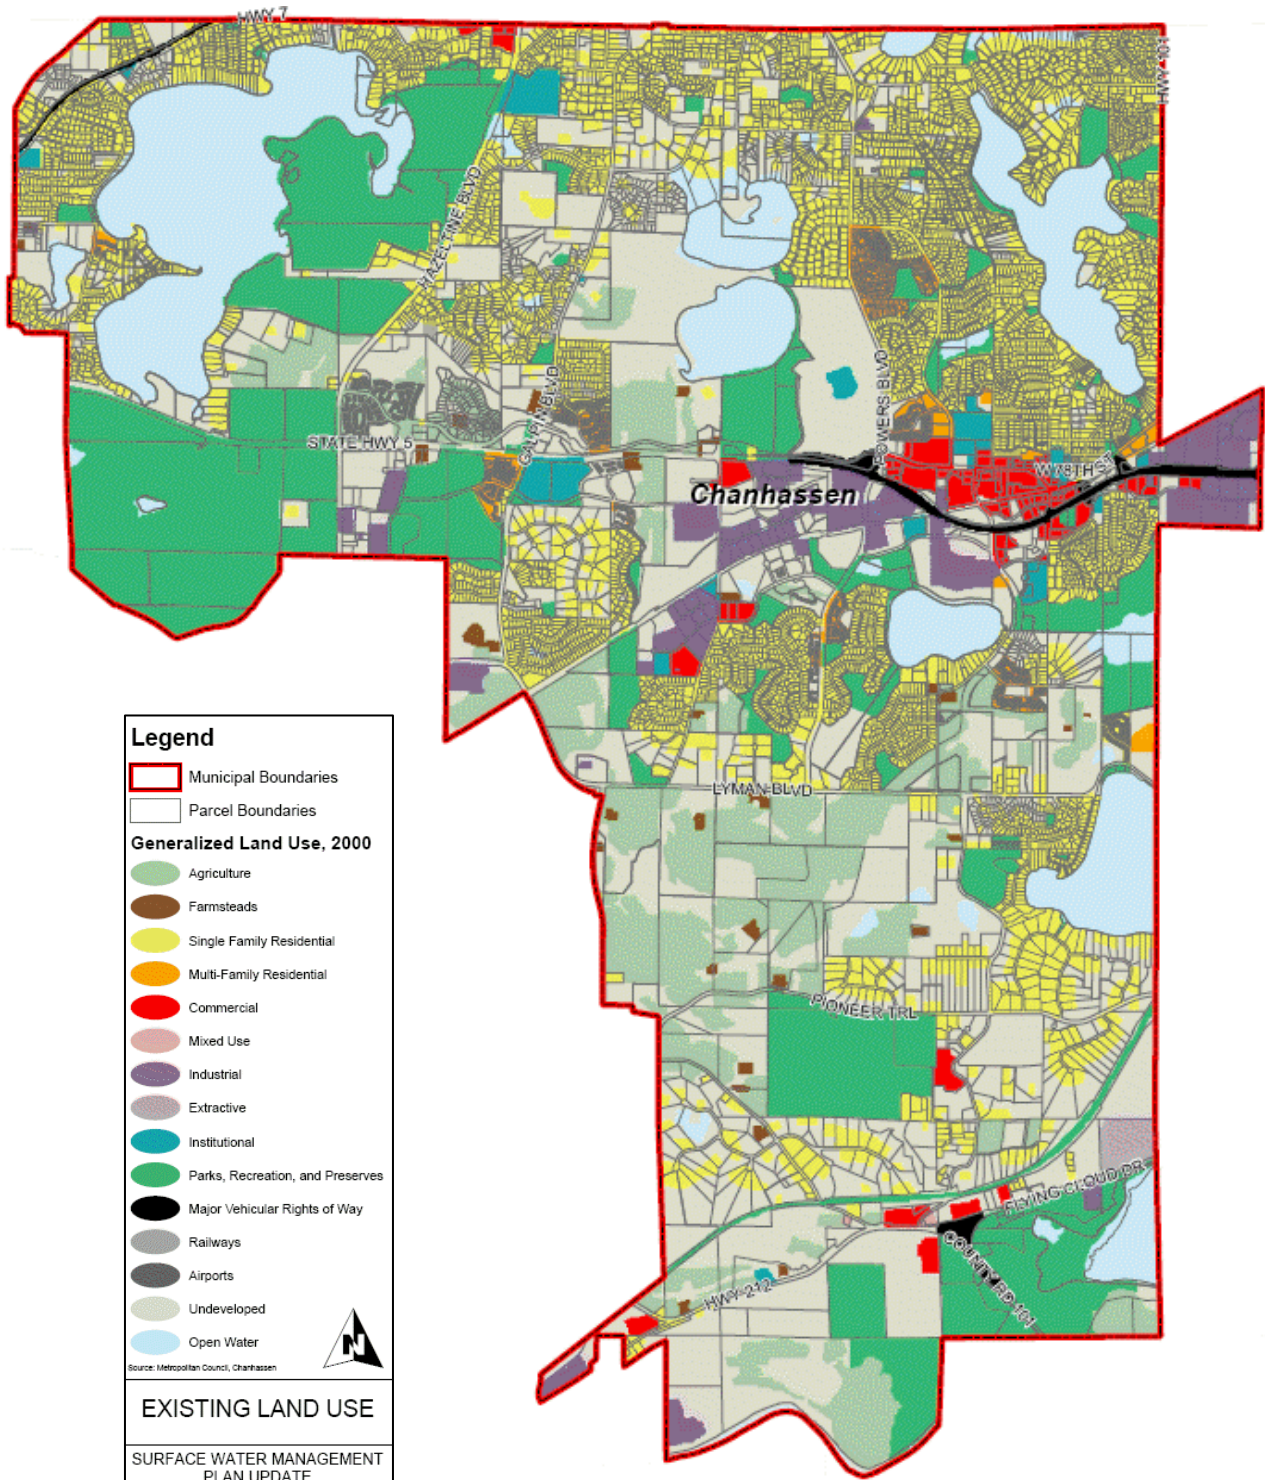 HWY 7
HWY 101
HAZELTINE BLVD
GALPIN BLVD
POWERS BLVD
STATE HWY 5
W 78TH ST
Chanhassen
LYMAN BLVD
PIONEER TRL
FLYING CLOUD DR
COUNTY RD 101
HWY 212
Legend
Municipal Boundaries
Parcel Boundaries
Generalized Land Use, 2000
Agriculture
Farmsteads
Single Family Residential
Multi-Family Residential
Commercial
Mixed Use
Industrial
Extractive
Institutional
Parks, Recreation, and Preserves
Major Vehicular Rights of Way
Railways
Airports
Undeveloped
Open Water
N
Source: Metropolitan Council, Chanhassen
EXISTING LAND USE
SURFACE WATER MANAGEMENT
PLAN UPDATE